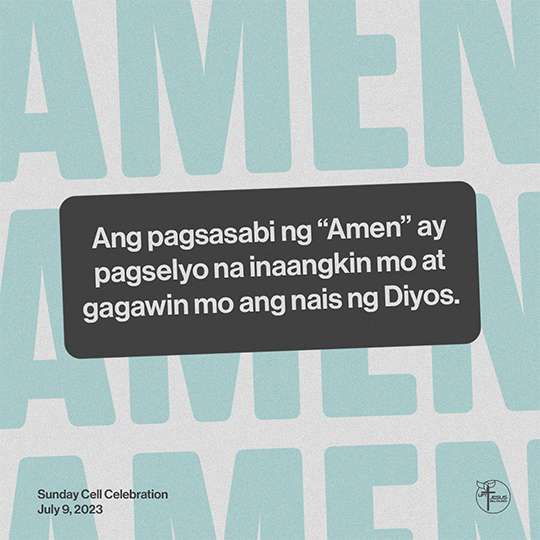 AMEN
Ang pagsasabi ng “Amen” ay
pagselyo na inaangkin mo at
gagawin mo ang nais ng Diyos.
AMEN
AMEN
Sunday Cell Celebration
July 9, 2023
JESUS